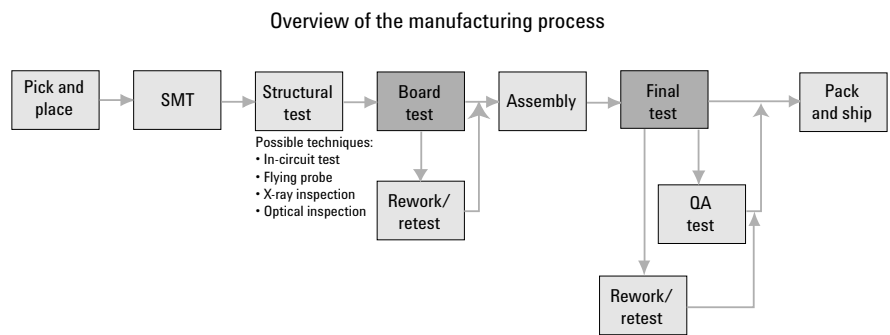 Overview of the manufacturing process
Pick and
place
SMT
Structural
test
Board
test
Assembly
Final
test
Pack
and ship
Possible techniques:
• In-circuit test
• Flying probe
• X-ray inspection
• Optical inspection
Rework/
retest
QA
test
Rework/
retest